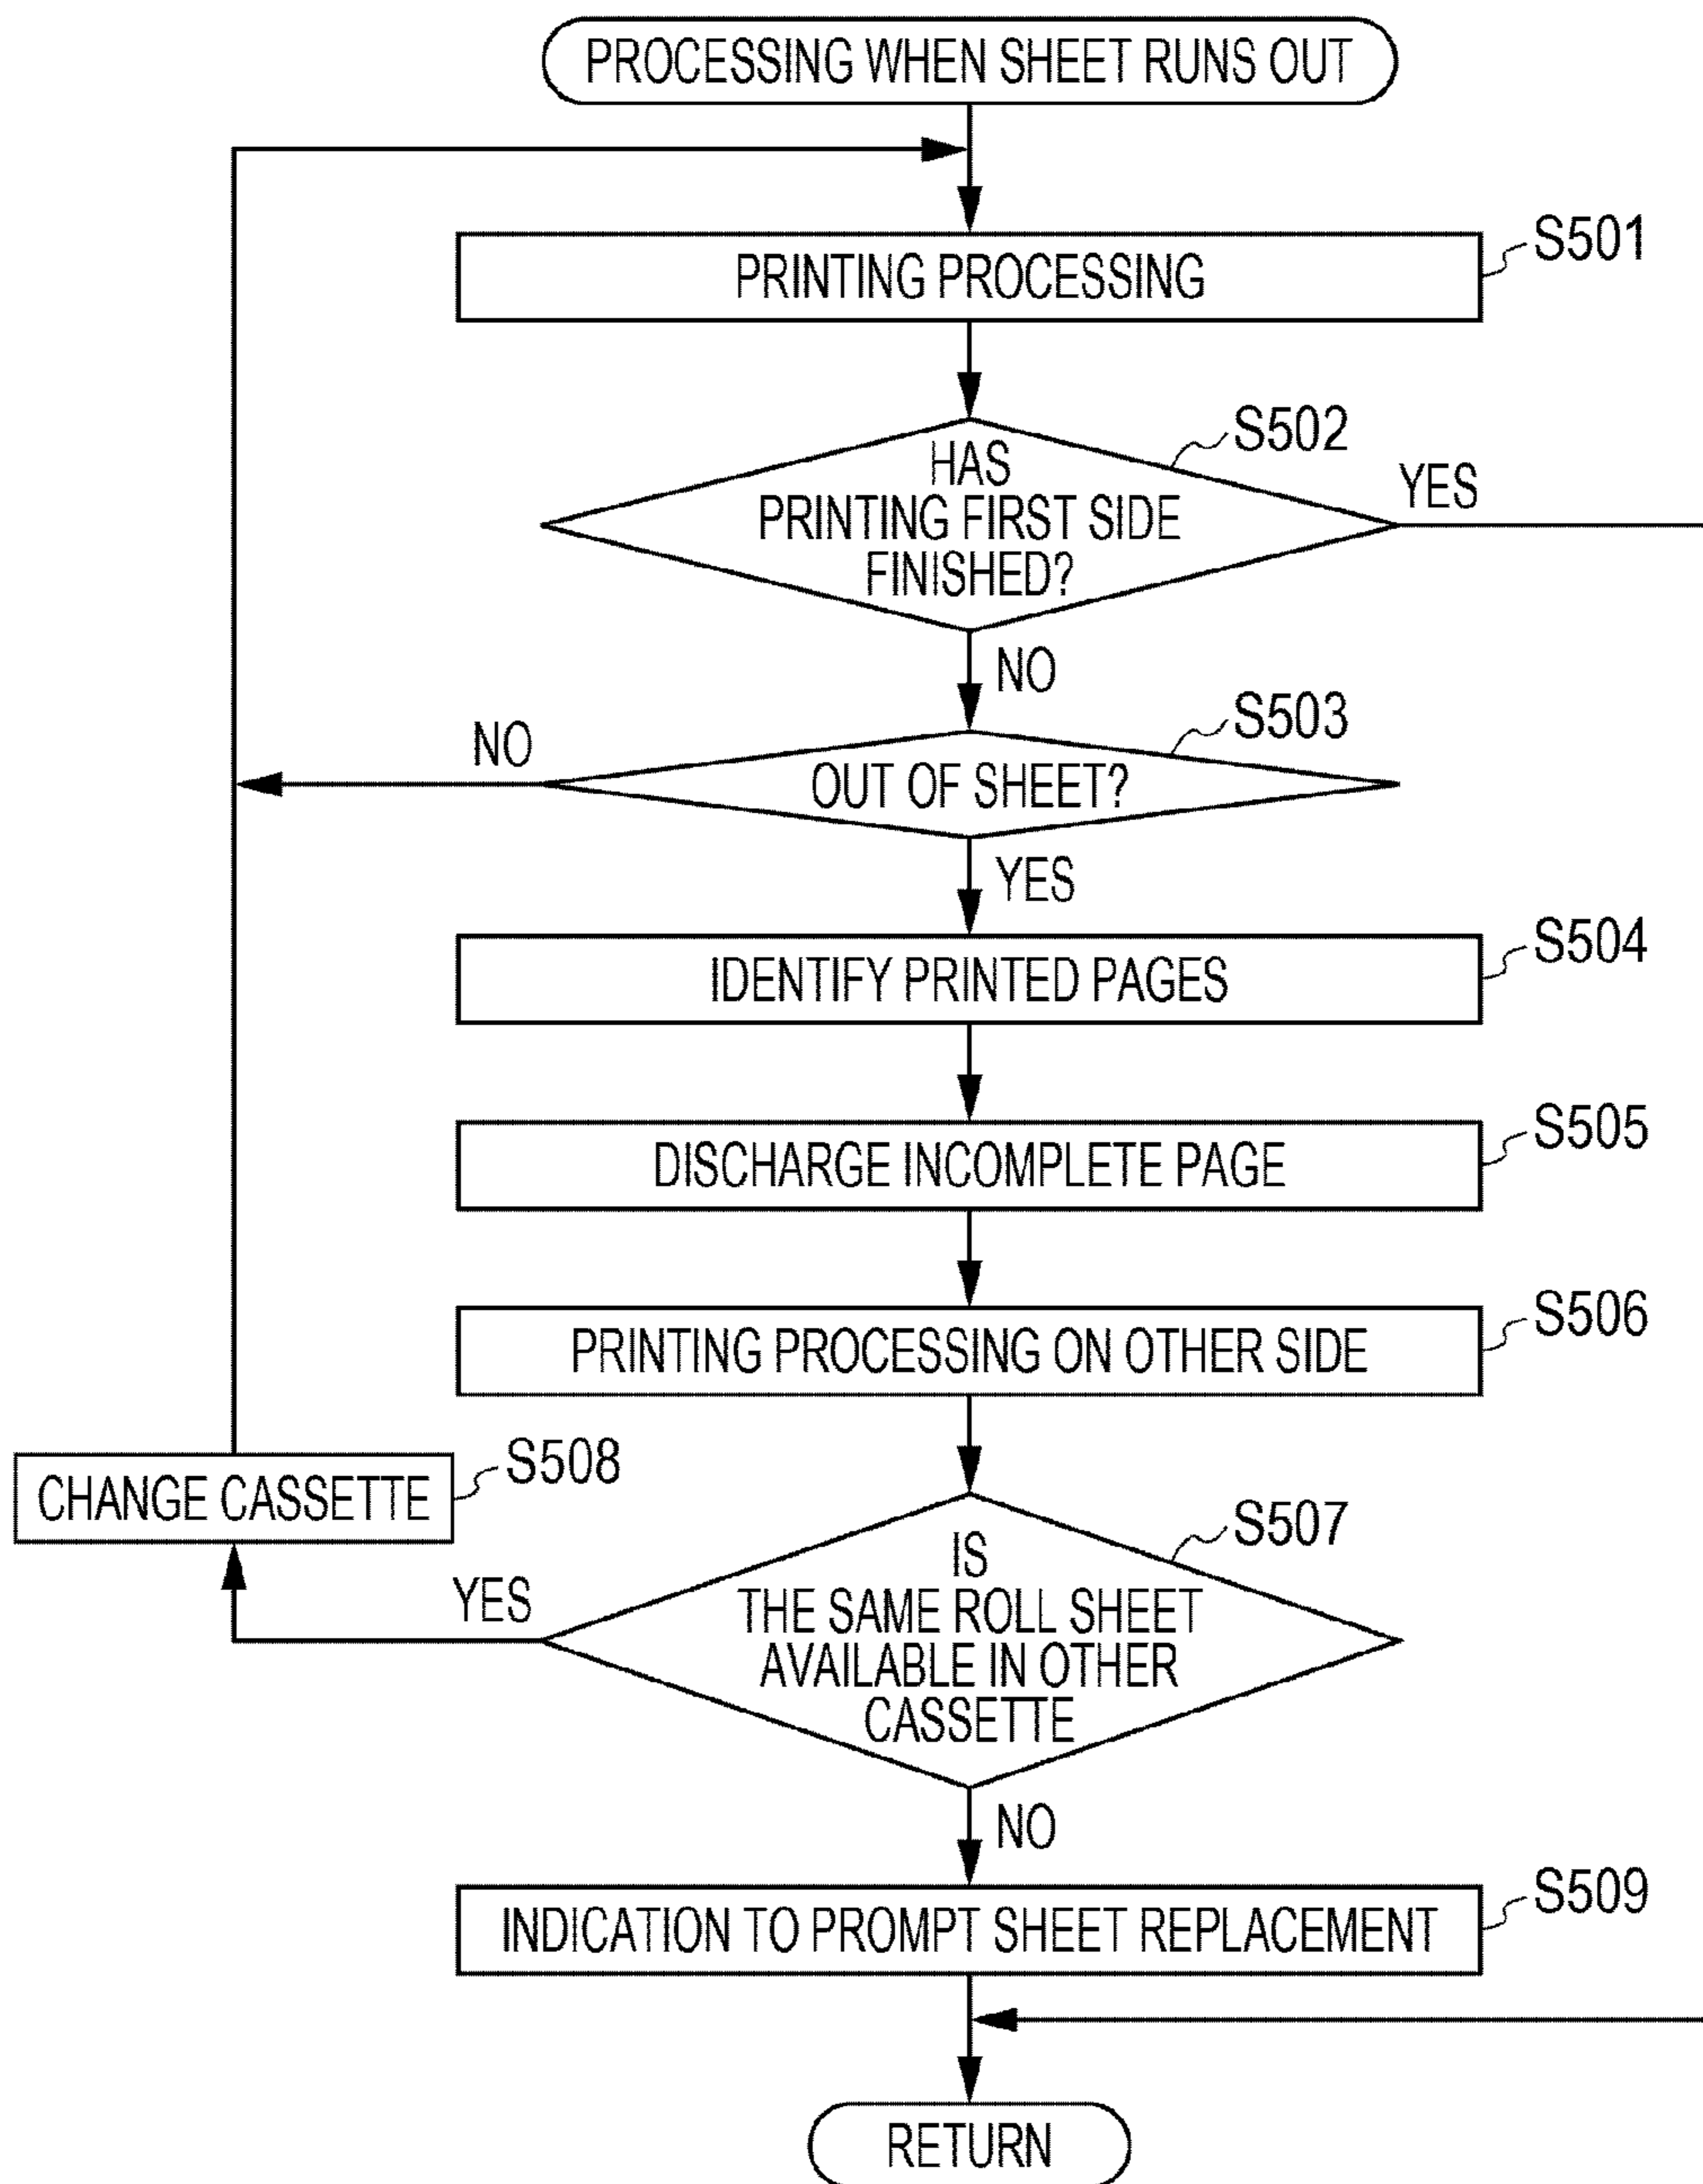 PROCESSING WHEN SHEET RUNS OUT
S501
PRINTING PROCESSING
S502
HAS
PRINTING FIRST SIDE
FINISHED?
YES
NO
S503
NO
OUT OF SHEET?
YES
S504
IDENTIFY PRINTED PAGES
S505
DISCHARGE INCOMPLETE PAGE
S506
PRINTING PROCESSING ON OTHER SIDE
S508
CHANGE CASSETTE
S507
IS
THE SAME ROLL SHEET
AVAILABLE IN OTHER
CASSETTE
YES
NO
S509
INDICATION TO PROMPT SHEET REPLACEMENT
RETURN